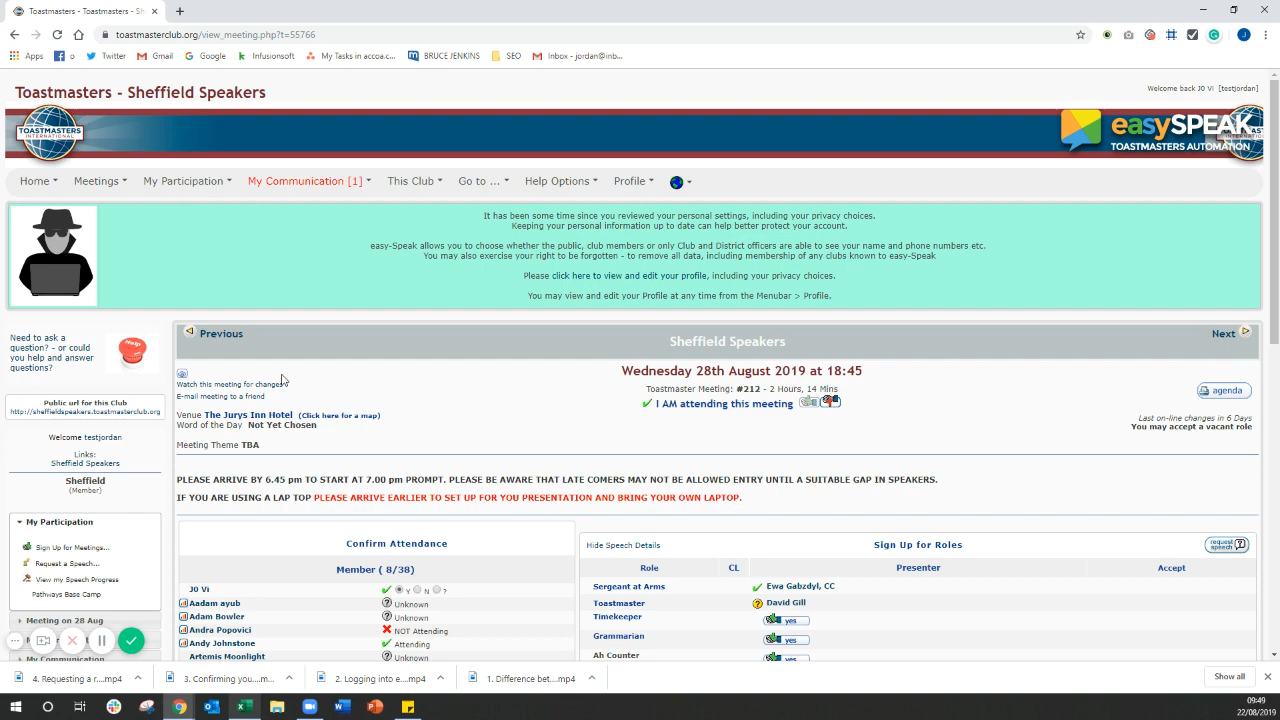 Toastmasters - Toastmasters - Sh
toastmasterclub.org/view_meeting.php?t=55766
Apps
o
Twitter
Gmail
Google
Infusionsoft
My Tasks in accoa.c...
BRUCE JENKINS
SEO
Inbox - jordan@inb...
J
Toastmasters - Sheffield Speakers
Welcome back J0 Vi [testjordan]
TOASTMASTERS
INTERNATIONAL
easySPEAK
TOASTMASTERS AUTOMATION
Home
Meetings
My Participation
My Communication [1]
This Club
Go to ...
Help Options
Profile
It has been some time since you reviewed your personal settings, including your privacy choices.
Keeping your personal information up to date can help better protect your account.
easy-Speak allows you to choose whether the public, club members or only Club and District officers are able to see your name and phone numbers etc.
You may also exercise your right to be forgotten - to remove all data, including membership of any clubs known to easy-Speak
Please click here to view and edit your profile, including your privacy choices.
You may view and edit your Profile at any time from the Menubar > Profile.
Need to ask a
question? - or could
you help and answer
questions?
Help
Public url for this Club
http://sheffieldspeakers.toastmasterclub.org
Welcome testjordan
Links:
Sheffield Speakers
Sheffield
(Member)
My Participation
Sign Up for Meetings...
Request a Speech...
View my Speech Progress
Pathways Base Camp
Meeting on 28 Aug
My Communication
Previous
Sheffield Speakers
Next
Watch this meeting for changes
E-mail meeting to a friend
Wednesday 28th August 2019 at 18:45
Toastmaster Meeting: #212 - 2 Hours, 14 Mins
I AM attending this meeting
agenda
Venue The Jurys Inn Hotel (Click here for a map)
Word of the Day Not Yet Chosen
Last on-line changes in 6 Days
You may accept a vacant role
Meeting Theme TBA
PLEASE ARRIVE BY 6.45 pm TO START AT 7.00 pm PROMPT. PLEASE BE AWARE THAT LATE COMERS MAY NOT BE ALLOWED ENTRY UNTIL A SUITABLE GAP IN SPEAKERS.
IF YOU ARE USING A LAP TOP PLEASE ARRIVE EARLIER TO SET UP FOR YOU PRESENTATION AND BRING YOUR OWN LAPTOP.
Confirm Attendance
Member ( 8/38)
J0 Vi Y N ?
Aadam ayub Unknown
Adam Bowler Unknown
Andra Popovici NOT Attending
Andy Johnstone Attending
Artemis Moonlight Unknown
Hide Speech Details
Sign Up for Roles
request speech
Role CL Presenter Accept
Sergeant at Arms Ewa Gabzdyl, CC
Toastmaster David Gill
Timekeeper yes
Grammarian yes
Ah Counter yes
4. Requesting a r....mp4
3. Confirming you....m...
2. Logging into e....mp4
1. Difference bet....mp4
Show all
09:49
22/08/2019